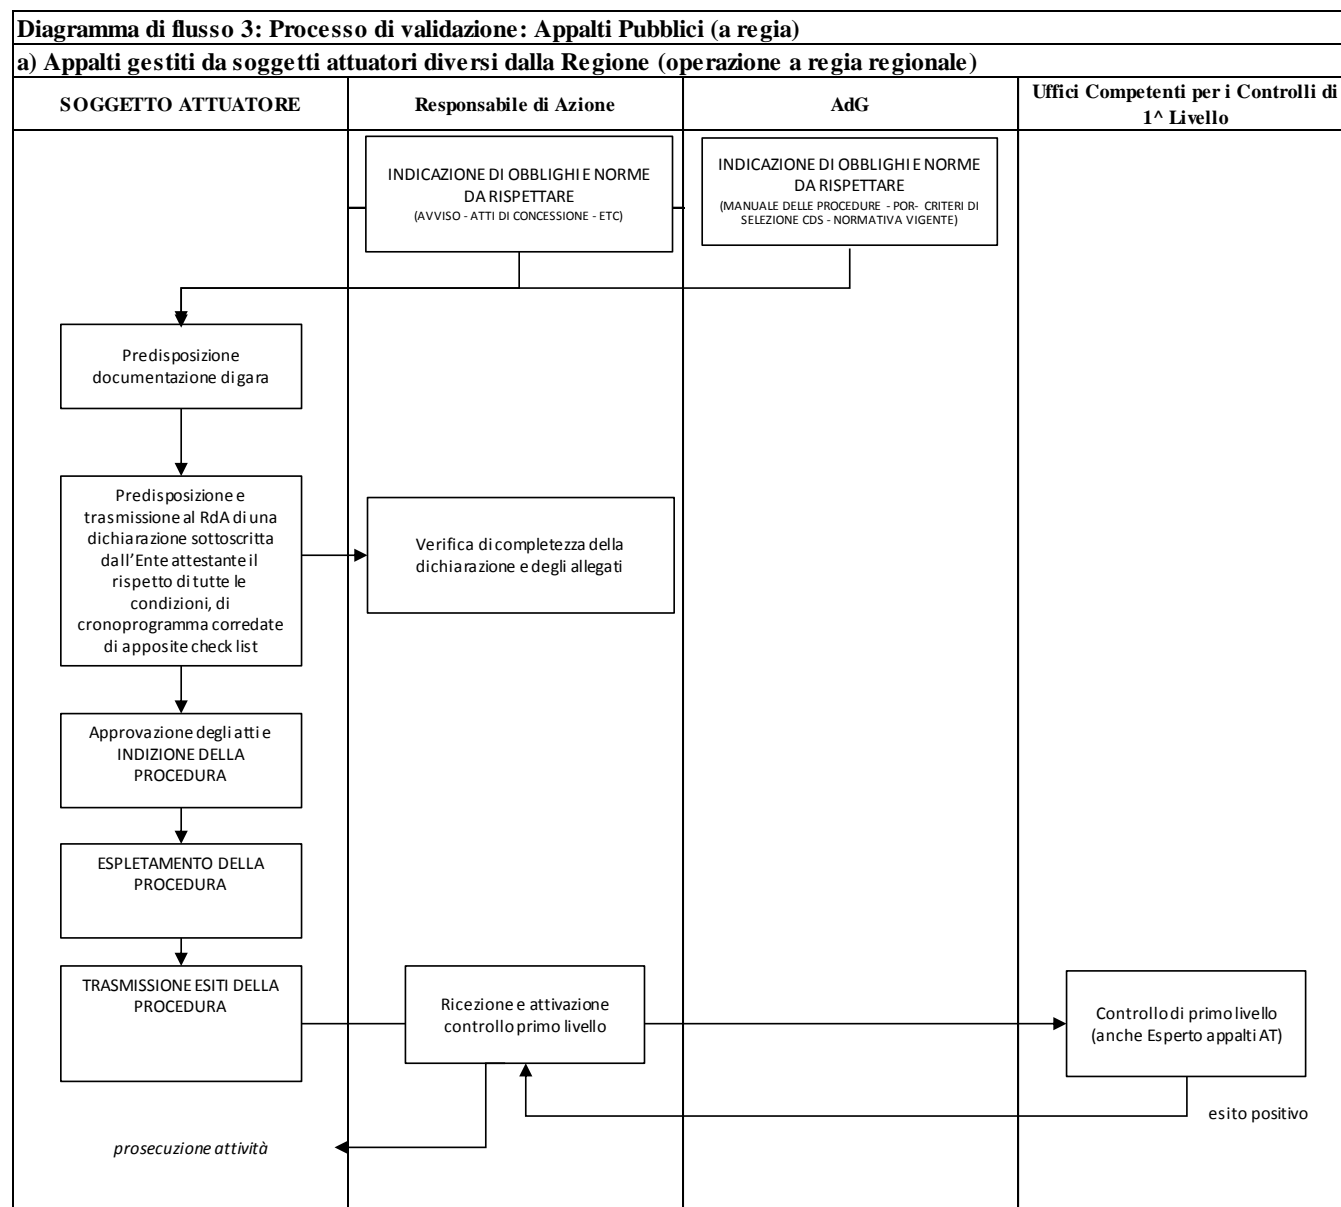 Diagramma di flusso 3: Processo di validazione: Appalti Pubblici (a regia)
a) Appalti gestiti da soggetti attuatori diversi dalla Regione (operazione a regia regionale)
SOGGETTO ATTUATORE
Responsabile di Azione
AdG
Uffici Competenti per i Controlli di
1^ Livello
INDICAZIONE DI OBBLIGHI E NORME
DA RISPETTARE
(AVVISO - ATTI DI CONCESSIONE - ETC)
INDICAZIONE DI OBBLIGHI E NORME
DA RISPETTARE
(MANUALE DELLE PROCEDURE - POR- CRITERI DI
SELEZIONE CDS - NORMATIVA VIGENTE)
Predisposizione
documentazione di gara
Predisposizione e
trasmissione al RdA di una
dichiarazione sottoscritta
dall'Ente attestante il
rispetto di tutte le
condizioni, di
cronoprogramma corredate
di apposite check list
Verifica di completezza della
dichiarazione e degli allegati
Approvazione degli atti e
INDIZIONE DELLA
PROCEDURA
ESPLETAMENTO DELLA
PROCEDURA
TRASMISSIONE ESITI DELLA
PROCEDURA
Ricezione e attivazione
controllo primo livello
Controllo di primo livello
(anche Esperto appalti AT)
esito positivo
prosecuzione attività